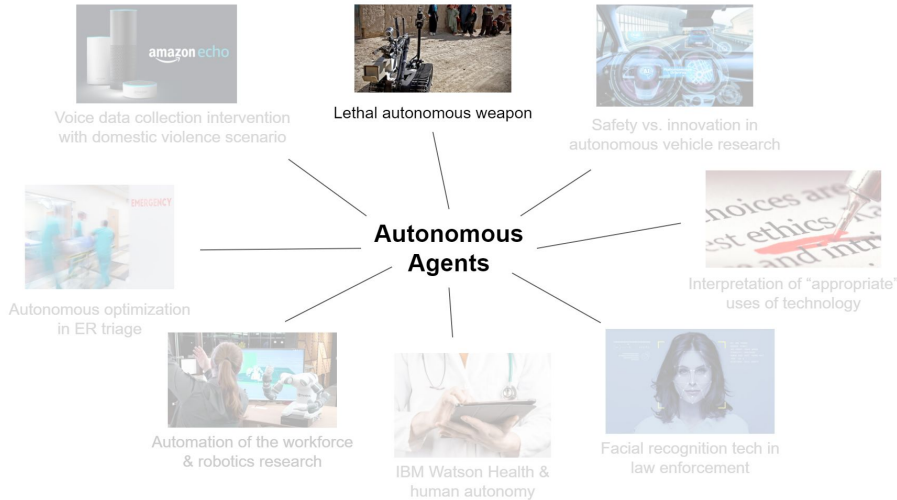 amazon echo
Voice data collection intervention
with domestic violence scenario
Lethal autonomous weapon
Safety vs. innovation in
autonomous vehicle research
EMERGENCY
Autonomous optimization
in ER triage
Autonomous
Agents
choices are
est ethics
and intri
Interpretation of “appropriate”
uses of technology
Automation of the workforce
& robotics research
IBM Watson Health &
human autonomy
Facial recognition tech in
law enforcement